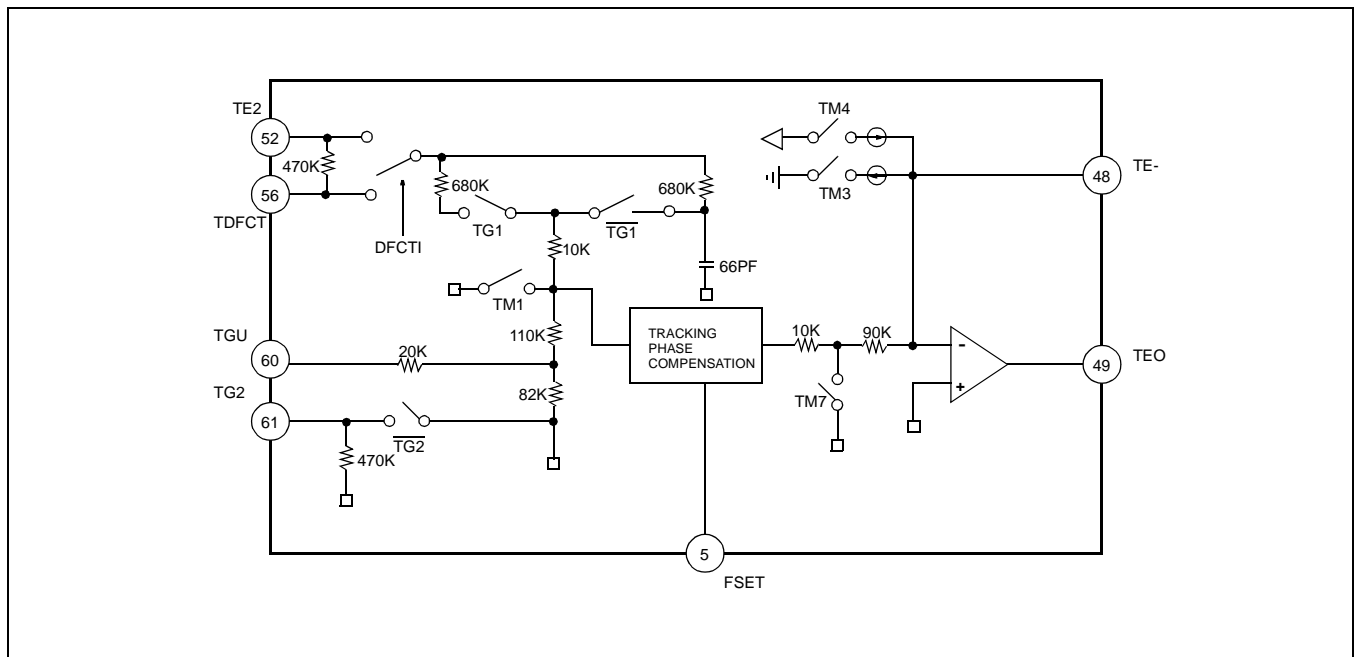 TE2
52
470K
56
TDFCT
DFCTI
680K
TG1
TG1
680K
10K
66PF
TM1
110K
TGU
60
20K
TG2
61
82K
TG2
470K
TRACKING
PHASE
COMPENSATION
5
FSET
TM4
TM3
48
TE-
10K
90K
TM7
-
+
49
TEO